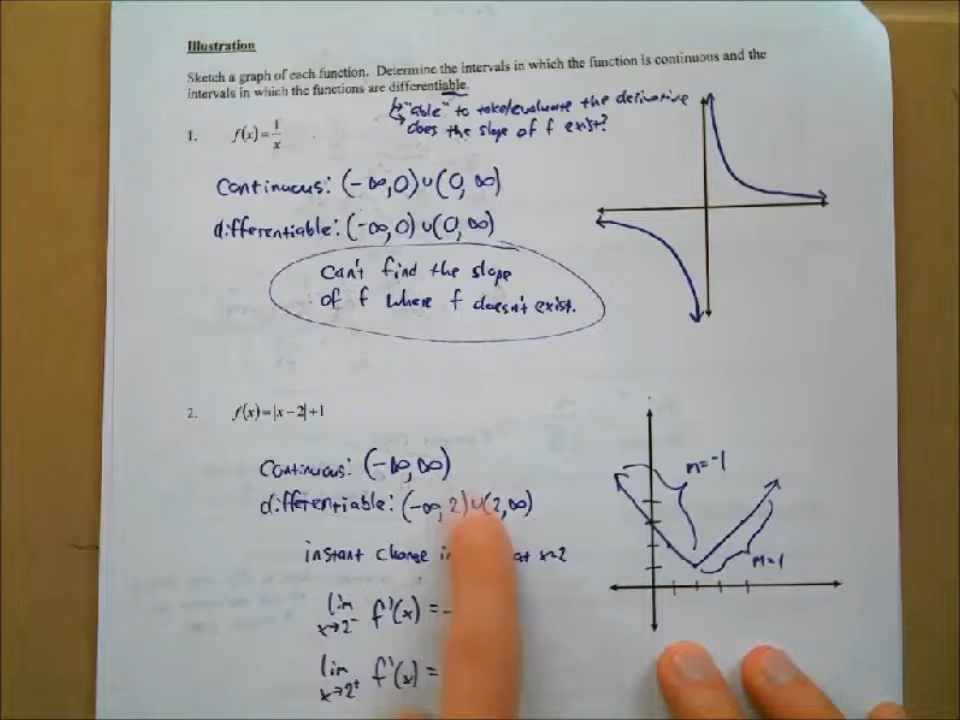 Illustration
Sketch a graph of each function. Determine the intervals in which the function is continuous and the
intervals in which the functions are differentiable.
"able" to take/evaluate the derivative
does the slope of f exist?
1. f(x)=1/x
Continuous: (-∞,0)∪(0,∞)
differentiable: (-∞,0)∪(0,∞)
Can't find the slope
of f where f doesn't exist.
2. f(x)=|x-2|+1
Continuous: (-∞,∞)
differentiable: (-∞,2)∪(2,∞)
m=-1
instant change in at x=2
m=1
lim x→2⁻ f'(x) = -
lim x→2⁺ f'(x) =